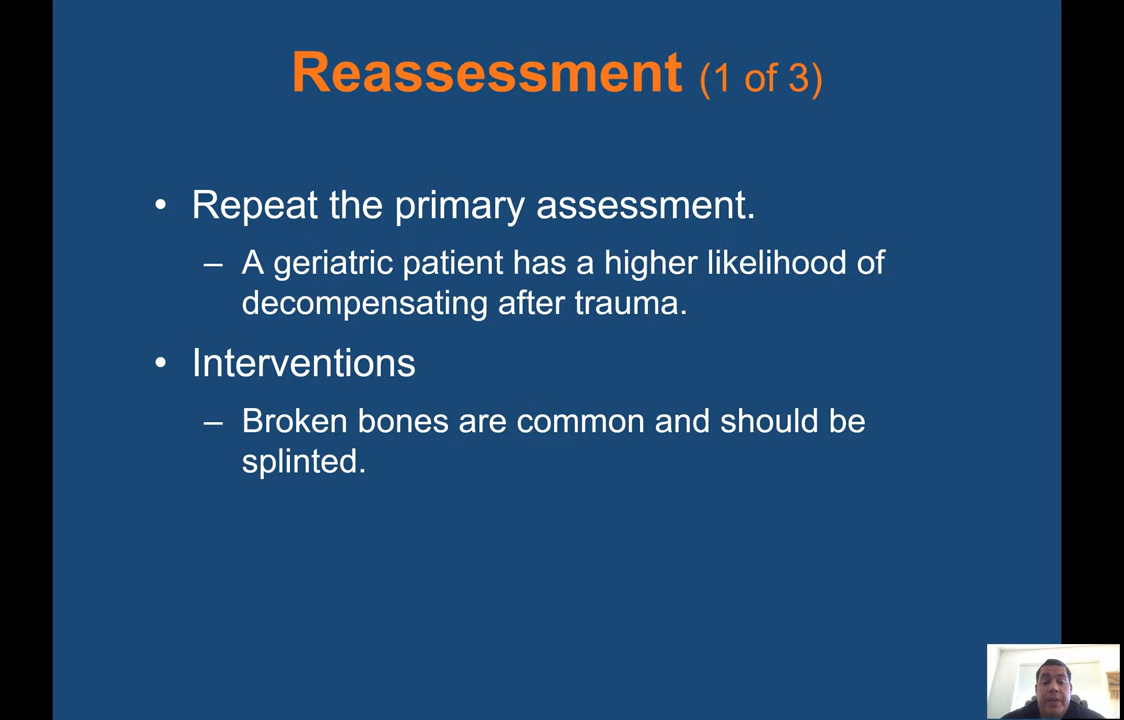 Reassessment (1 of 3)
• Repeat the primary assessment.
– A geriatric patient has a higher likelihood of
decompensating after trauma.
• Interventions
– Broken bones are common and should be
splinted.